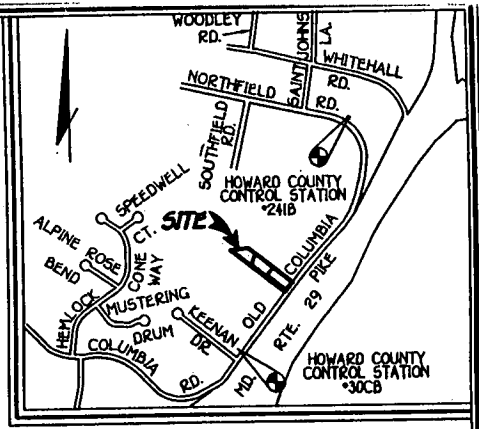 WOODLEY
RD.
SAINT JOHNS
LA.
WHITEHALL
RD.
NORTHFIELD
RD.
SOUTHFIELD
RD.
HOWARD COUNTY
CONTROL STATION
*241B
SPEEDWELL
CT.
SITE
ALPINE ROSE
BEND
CONE
WAY
HEMLOCK
MUSTERING
DRUM
KEENAN
DR.
OLD
COLUMBIA
PIKE
MD.
RTE. 29
COLUMBIA
RD.
HOWARD COUNTY
CONTROL STATION
*30CB